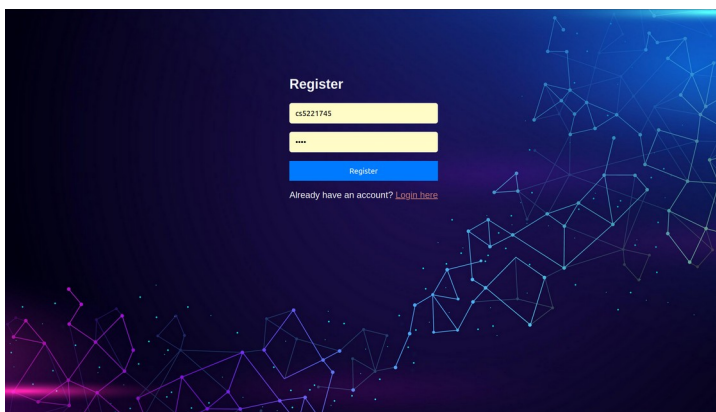 Register
cs5221745
••••
Register
Already have an account? Login here